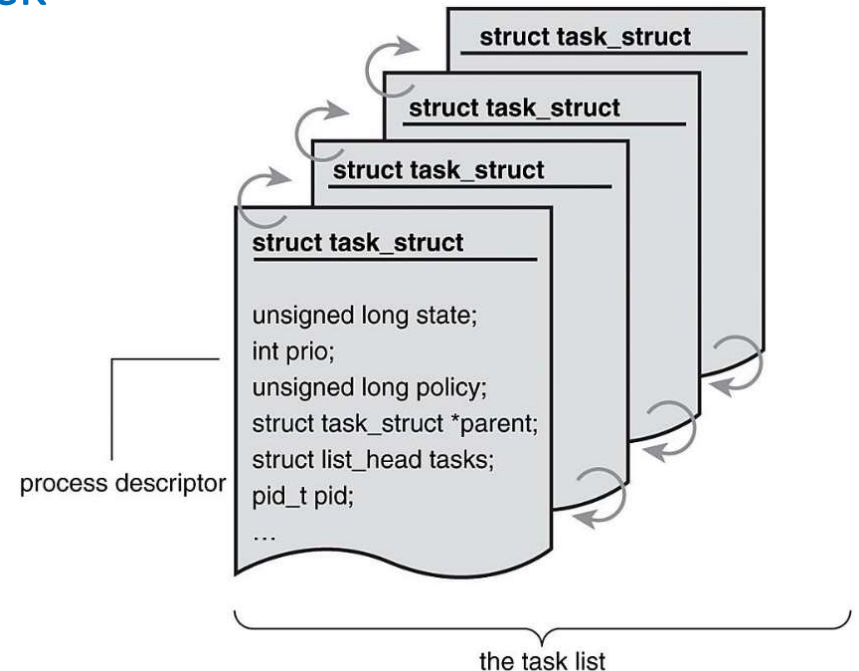 struct task_struct
struct task_struct
struct task_struct
struct task_struct
unsigned long state;
int prio;
unsigned long policy;
struct task_struct *parent;
struct list_head tasks;
process descriptor
pid_t pid;
...
the task list